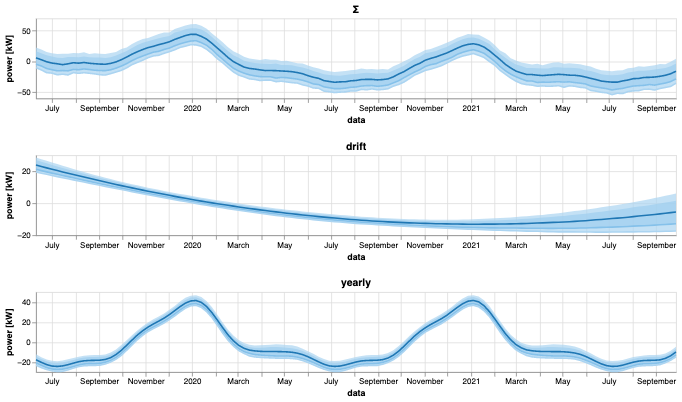 Σ
power [kW]
50
0
−50
July September November 2020 March May July September November 2021 March May July September
data
drift
power [kW]
20
0
−20
July September November 2020 March May July September November 2021 March May July September
data
yearly
power [kW]
40
20
0
−20
July September November 2020 March May July September November 2021 March May July September
data